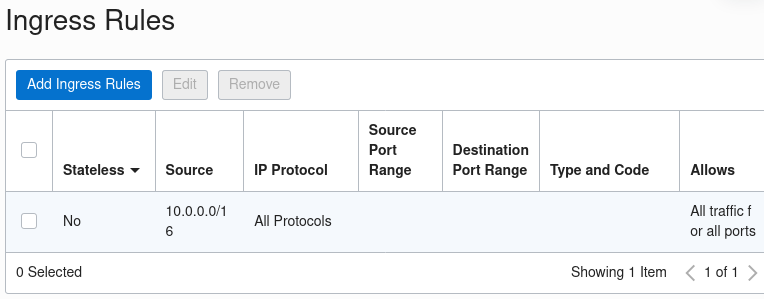 Ingress Rules
Add Ingress Rules Edit Remove
Stateless Source IP Protocol Source Port Range Destination Port Range Type and Code Allows
No 10.0.0.0/16 All Protocols All traffic for all ports
0 Selected Showing 1 Item 1 of 1